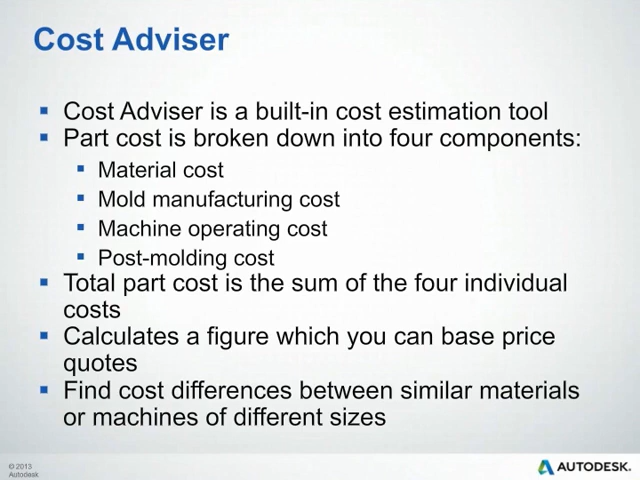 Cost Adviser
Cost Adviser is a built-in cost estimation tool
Part cost is broken down into four components:
Material cost
Mold manufacturing cost
Machine operating cost
Post-molding cost
Total part cost is the sum of the four individual
costs
Calculates a figure which you can base price
quotes
Find cost differences between similar materials
or machines of different sizes
© 2013
Autodesk
AUTODESK.